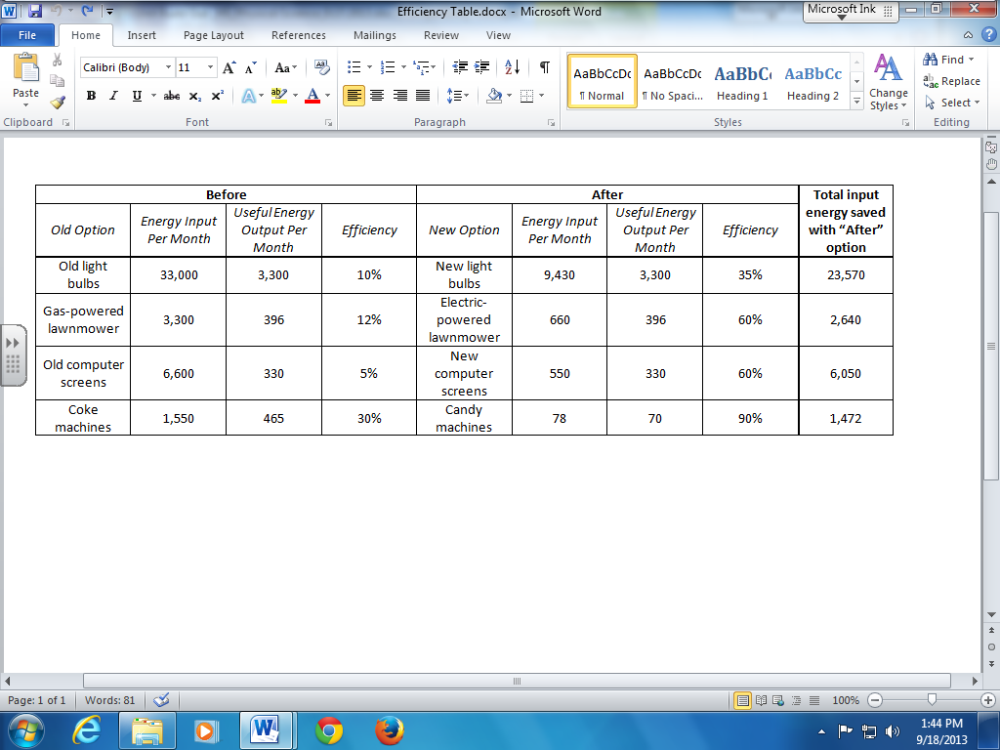 Efficiency Table.docx - Microsoft Word
Microsoft Ink
File Home Insert Page Layout References Mailings Review View
Paste
Calibri (Body) 11
Clipboard Font Paragraph Styles Editing
AaBbCcDc AaBbCcDc AaBbC AaBbCc
¶ Normal ¶ No Spaci... Heading 1 Heading 2
Change
Styles
Find
Replace
Select
Before After Total input
energy saved
with “After”
option
Old Option Energy Input
Per Month Useful Energy
Output Per
Month Efficiency New Option Energy Input
Per Month Useful Energy
Output Per
Month Efficiency
Old light
bulbs 33,000 3,300 10% New light
bulbs 9,430 3,300 35% 23,570
Gas-powered
lawnmower 3,300 396 12% Electric-
powered
lawnmower 660 396 60% 2,640
Old computer
screens 6,600 330 5% New
computer
screens 550 330 60% 6,050
Coke
machines 1,550 465 30% Candy
machines 78 70 90% 1,472
Page: 1 of 1 Words: 81 100%
1:44 PM
9/18/2013